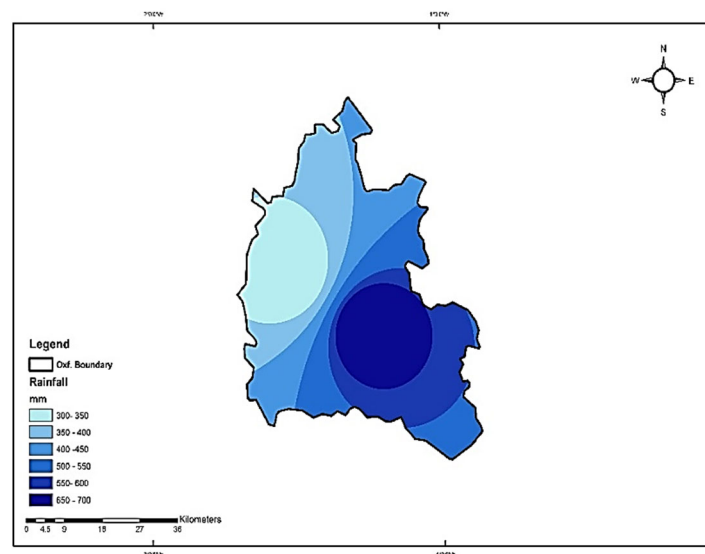 N
W E
S
Legend
Oxf. Boundary
Rainfall
mm
300- 350
350 - 400
400 -450
500 - 550
550- 600
650 - 700
Kilometers
0 4.5 9 18 27 36